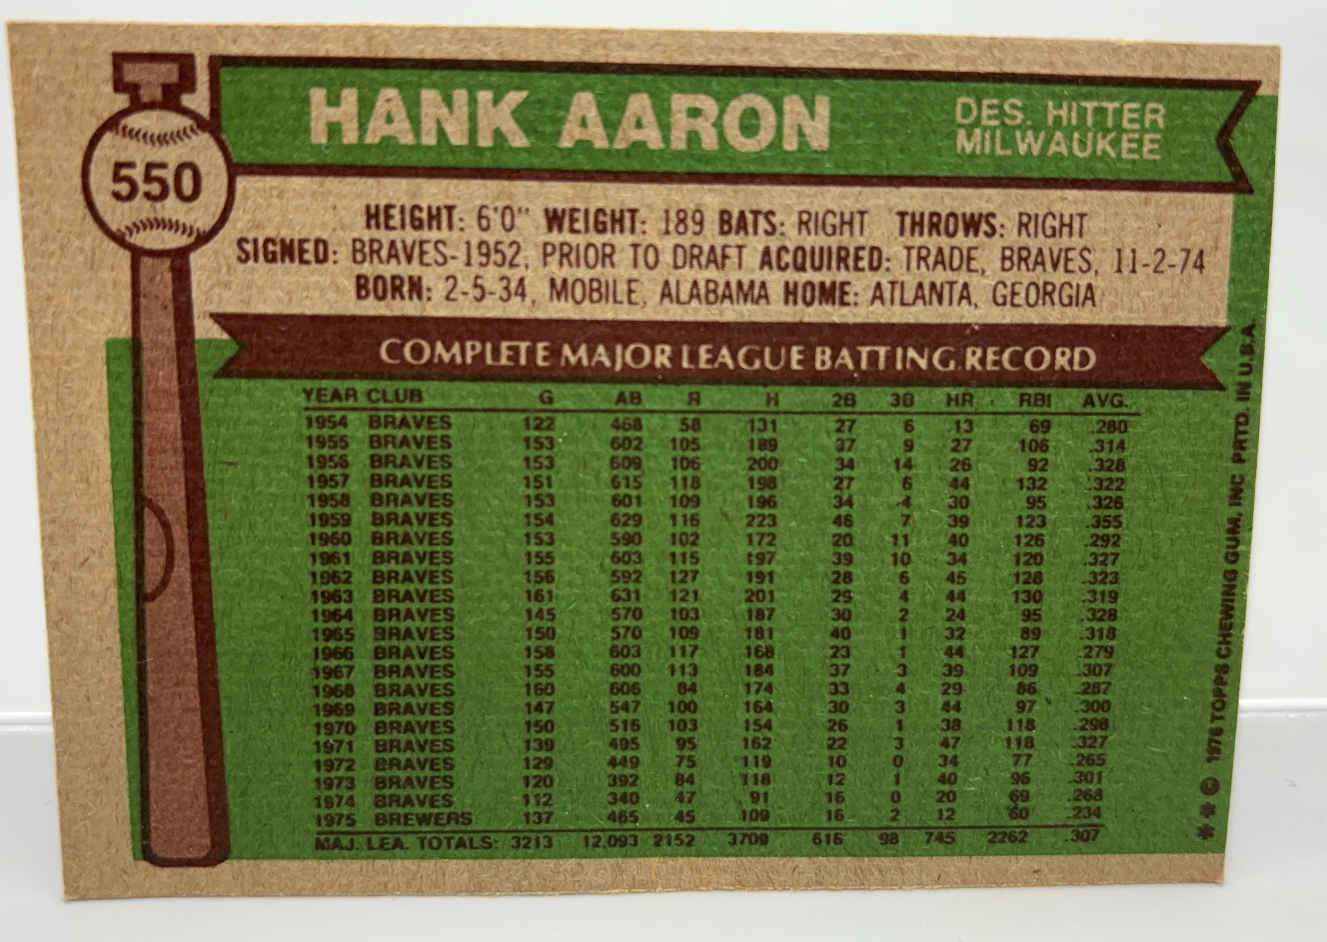 550
HANK AARON
DES. HITTER
MILWAUKEE
HEIGHT: 6'0" WEIGHT: 189 BATS: RIGHT THROWS: RIGHT
SIGNED: BRAVES-1952, PRIOR TO DRAFT ACQUIRED: TRADE, BRAVES, 11-2-74
BORN: 2-5-34, MOBILE, ALABAMA HOME: ATLANTA, GEORGIA
COMPLETE MAJOR LEAGUE BATTING RECORD
YEAR CLUB G AB R H 2B 3B HR RBI AVG.
1954 BRAVES 122 468 58 131 27 6 13 69 .280
1955 BRAVES 153 602 105 189 37 9 27 106 .314
1956 BRAVES 153 609 106 200 34 14 26 92 .328
1957 BRAVES 151 615 118 198 27 6 44 132 .322
1958 BRAVES 153 601 109 196 34 4 30 95 .326
1959 BRAVES 154 629 116 223 46 7 39 123 .355
1960 BRAVES 153 590 102 172 20 11 40 126 .292
1961 BRAVES 155 603 115 197 39 10 34 120 .327
1962 BRAVES 156 592 127 191 28 6 45 128 .323
1963 BRAVES 161 631 121 201 29 4 44 130 .319
1964 BRAVES 145 570 103 187 30 2 24 95 .328
1965 BRAVES 150 570 109 181 40 1 32 89 .318
1966 BRAVES 158 603 117 168 23 1 44 127 .279
1967 BRAVES 155 600 113 184 37 3 39 109 .307
1968 BRAVES 160 606 84 174 33 4 29 86 .287
1969 BRAVES 147 547 100 164 30 3 44 97 .300
1970 BRAVES 150 516 103 154 26 1 38 118 .298
1971 BRAVES 139 495 95 162 22 3 47 118 .327
1972 BRAVES 129 449 75 119 10 0 34 77 .265
1973 BRAVES 120 392 84 118 12 1 40 96 .301
1974 BRAVES 112 340 47 91 16 0 20 69 .268
1975 BREWERS 137 465 45 109 16 2 12 60 .234
MAJ. LEA. TOTALS: 3213 12,093 2152 3709 616 98 745 2262 .307
** © 1976 TOPPS CHEWING GUM, INC PRTD. IN U.S.A.